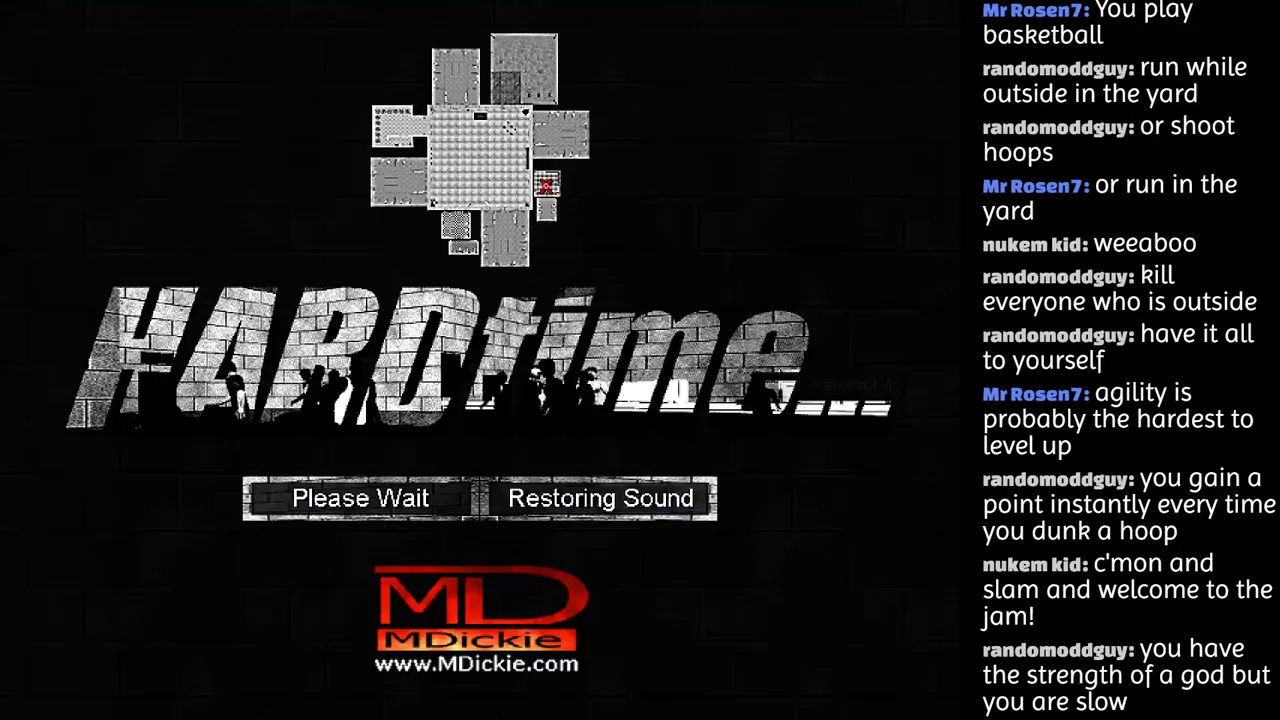 HARDtime...
Please Wait
Restoring Sound
MD
MDickie
www.MDickie.com
Mr Rosen7: You play
basketball
randomoddguy: run while
outside in the yard
randomoddguy: or shoot
hoops
Mr Rosen7: or run in the
yard
nukem kid: weeaboo
randomoddguy: kill
everyone who is outside
randomoddguy: have it all
to yourself
Mr Rosen7: agility is
probably the hardest to
level up
randomoddguy: you gain a
point instantly every time
you dunk a hoop
nukem kid: c'mon and
slam and welcome to the
jam!
randomoddguy: you have
the strength of a god but
you are slow